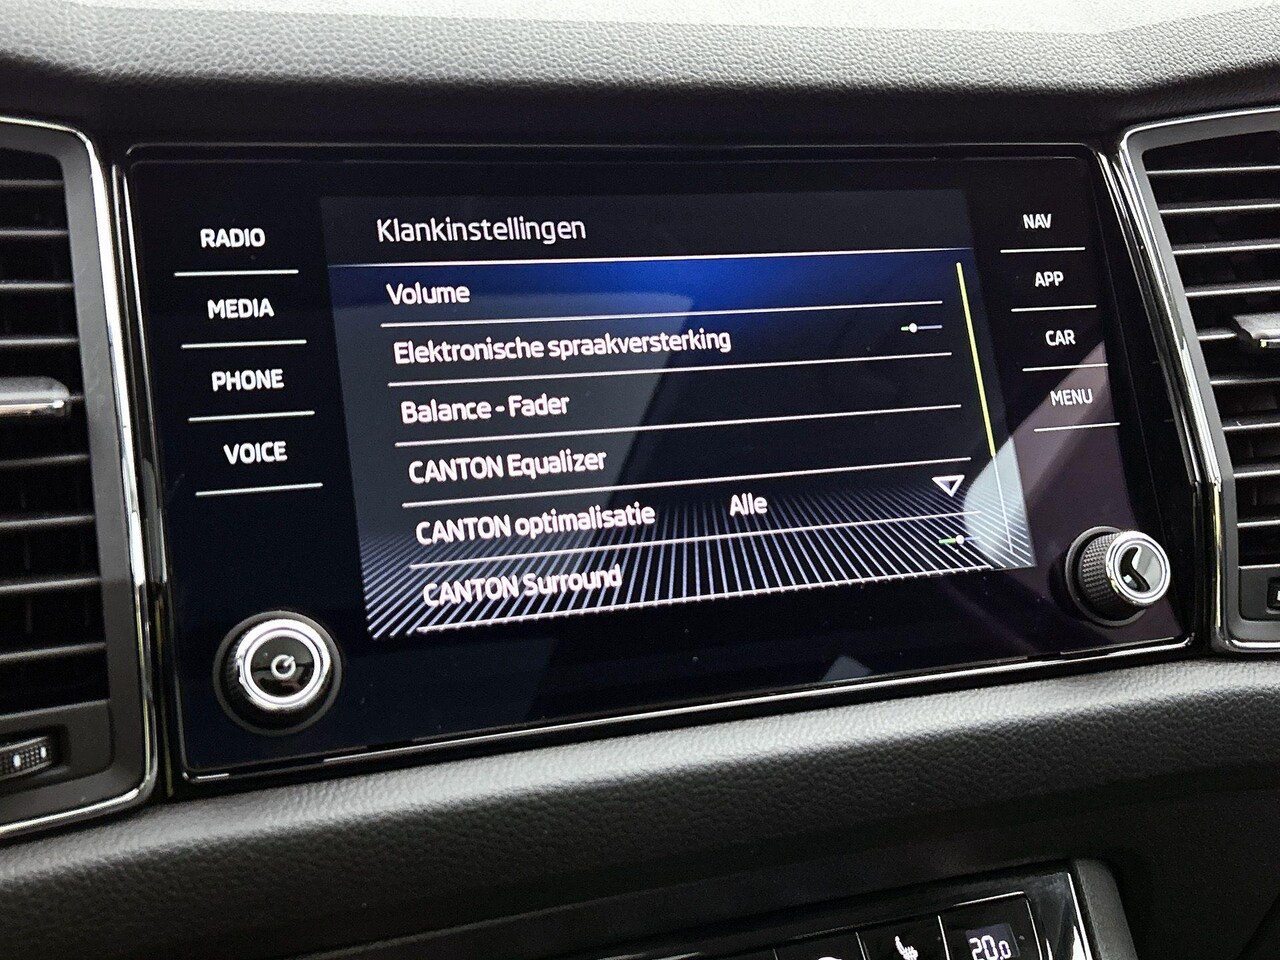 RADIO
MEDIA
PHONE
VOICE
Klankinstellingen
Volume
Elektronische spraakversterking
Balance - Fader
CANTON Equalizer
CANTON optimalisatie Alle
CANTON Surround
NAV
APP
CAR
MENU
20.0